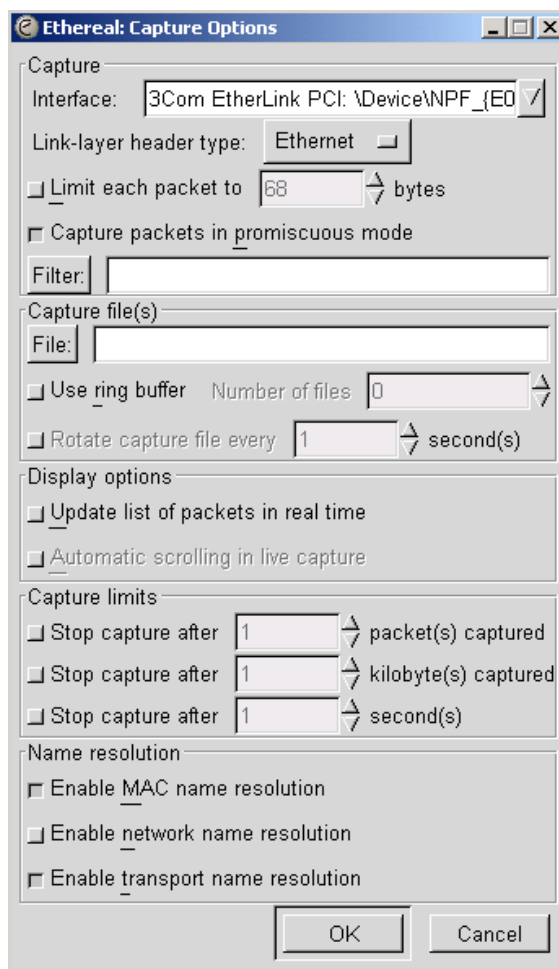 Ethereal: Capture Options
Capture
Interface: 3Com EtherLink PCI: \Device\NPF_{E0
Link-layer header type: Ethernet
Limit each packet to 68 bytes
Capture packets in promiscuous mode
Filter:
Capture file(s)
File:
Use ring buffer Number of files 0
Rotate capture file every 1 second(s)
Display options
Update list of packets in real time
Automatic scrolling in live capture
Capture limits
Stop capture after 1 packet(s) captured
Stop capture after 1 kilobyte(s) captured
Stop capture after 1 second(s)
Name resolution
Enable MAC name resolution
Enable network name resolution
Enable transport name resolution
OK Cancel